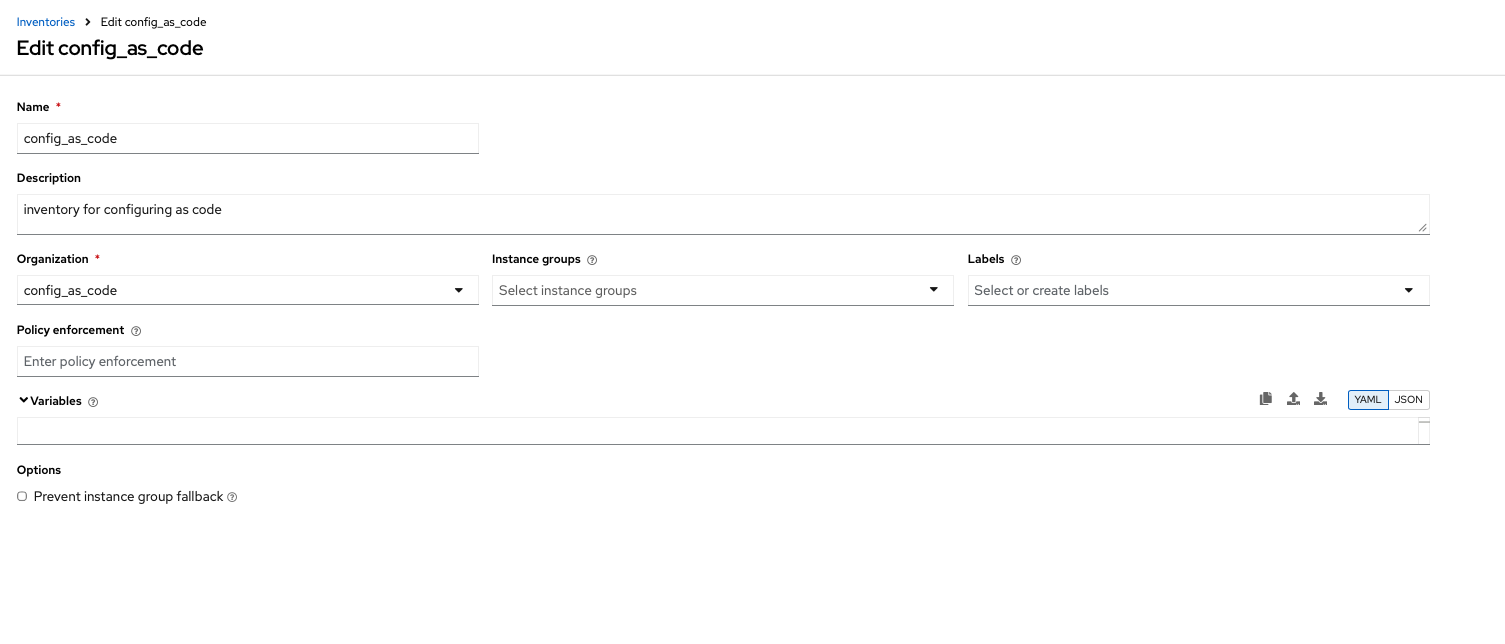 Inventories > Edit config_as_code
Edit config_as_code
Name *
config_as_code
Description
inventory for configuring as code
Organization * Instance groups Labels
config_as_code Select instance groups Select or create labels
Policy enforcement
Enter policy enforcement
Variables YAML JSON
Options
Prevent instance group fallback